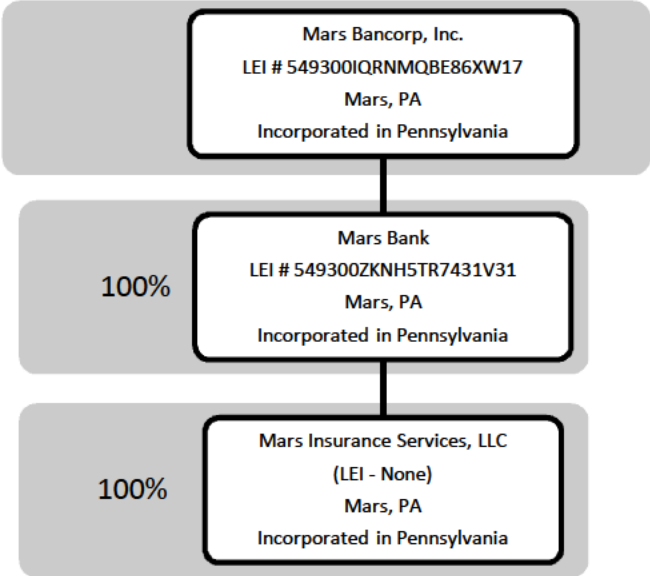 Mars Bancorp, Inc.
LEI # 549300IQRNMQBE86XW17
Mars, PA
Incorporated in Pennsylvania
100%
Mars Bank
LEI # 549300ZKNH5TR7431V31
Mars, PA
Incorporated in Pennsylvania
100%
Mars Insurance Services, LLC
(LEI - None)
Mars, PA
Incorporated in Pennsylvania